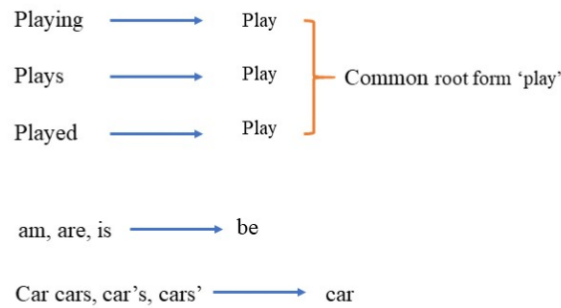 Playing Play
Plays Play Common root form ‘play’
Played Play
am, are, is be
Car cars, car’s, cars’ car